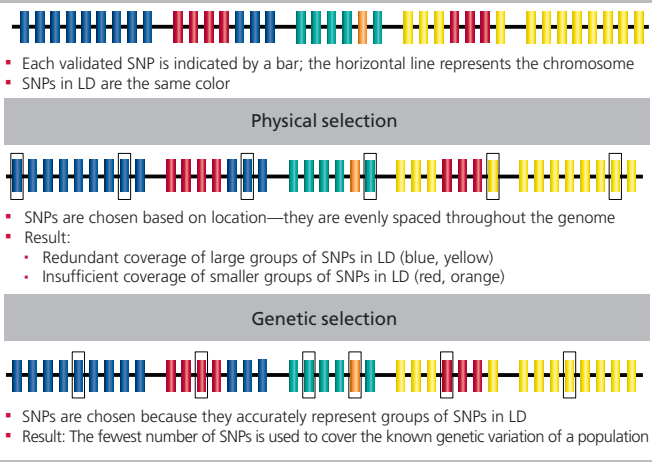 ▪ Each validated SNP is indicated by a bar; the horizontal line represents the chromosome
▪ SNPs in LD are the same color
Physical selection
▪ SNPs are chosen based on location—they are evenly spaced throughout the genome
▪ Result:
▪ Redundant coverage of large groups of SNPs in LD (blue, yellow)
▪ Insufficient coverage of smaller groups of SNPs in LD (red, orange)
Genetic selection
▪ SNPs are chosen because they accurately represent groups of SNPs in LD
▪ Result: The fewest number of SNPs is used to cover the known genetic variation of a population